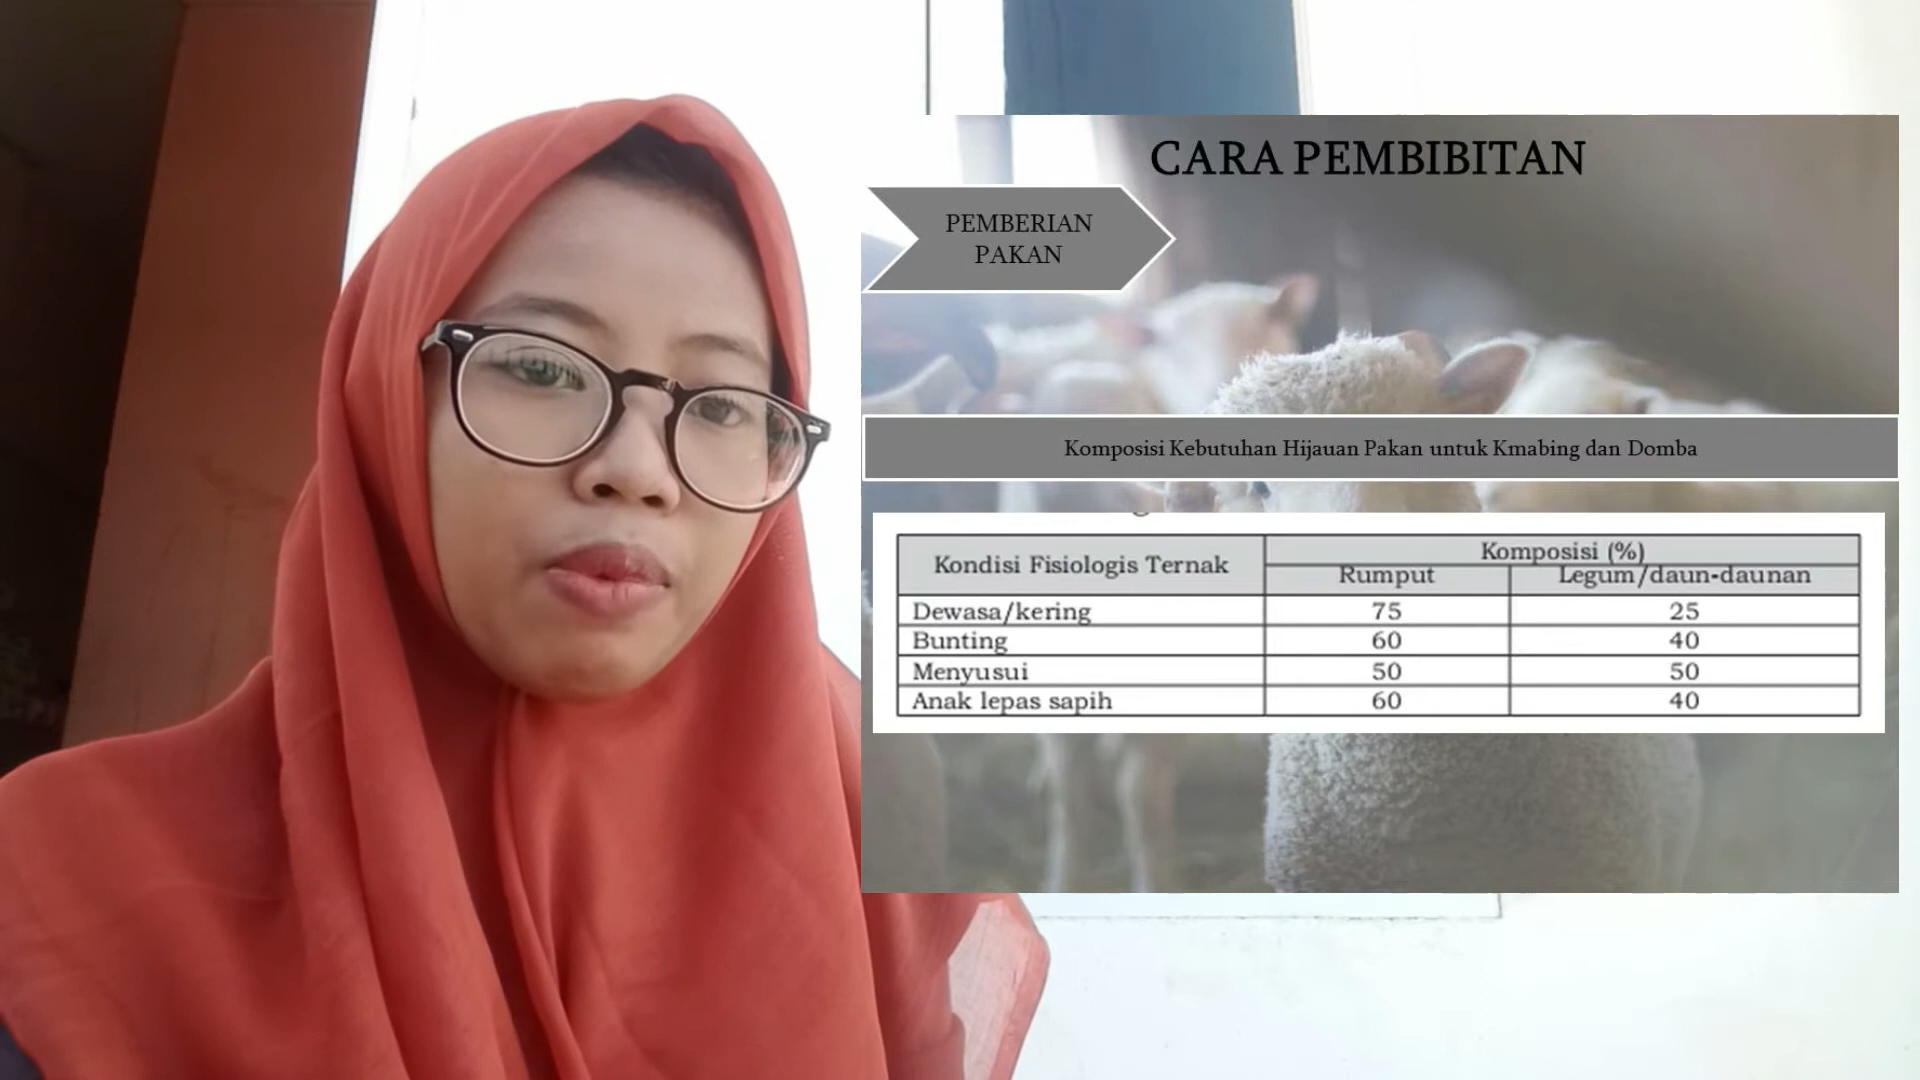 CARA PEMBIBITAN
PEMBERIAN
PAKAN
Komposisi Kebutuhan Hijauan Pakan untuk Kmabing dan Domba
Kondisi Fisiologis Ternak
Komposisi (%)
Rumput Legum/daun-daunan
Dewasa/kering 75 25
Bunting 60 40
Menyusui 50 50
Anak lepas sapih 60 40